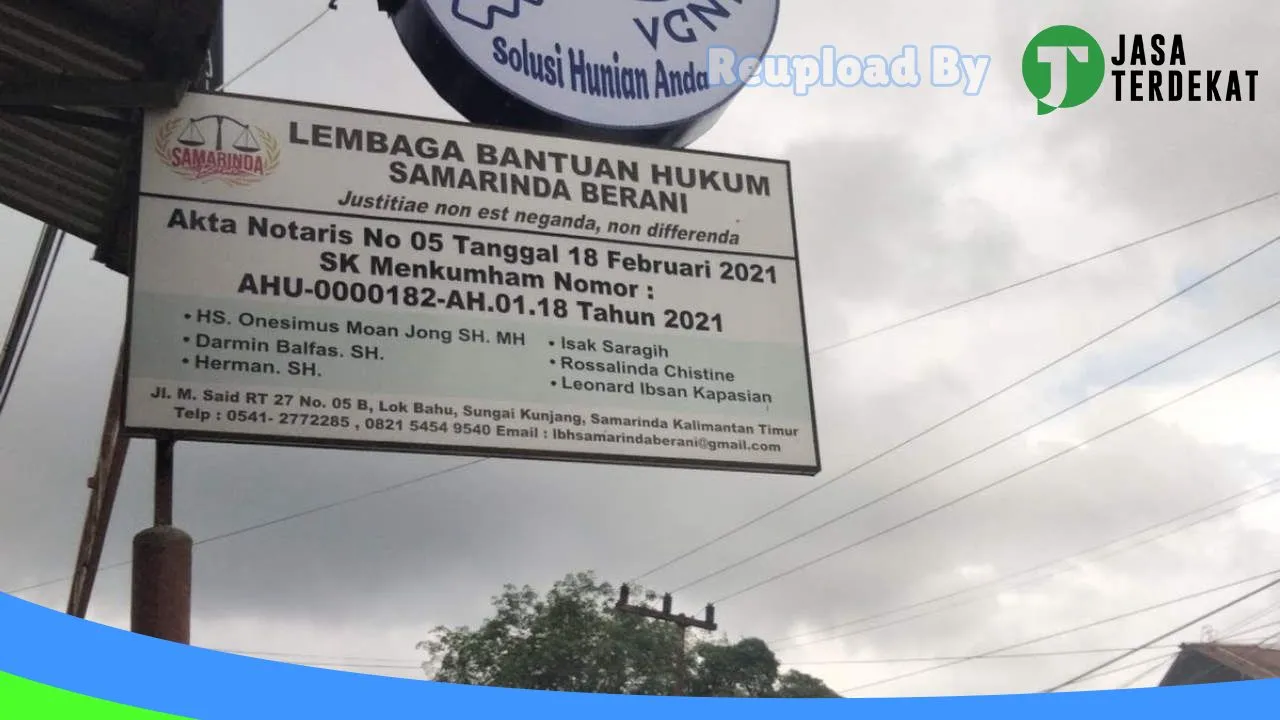 VGNI
Solusi Hunian Anda
Reupload By
JASA
TERDEKAT
SAMARINDA
LEMBAGA BANTUAN HUKUM
SAMARINDA BERANI
Justitiae non est neganda, non differenda
Akta Notaris No 05 Tanggal 18 Februari 2021
SK Menkumham Nomor :
AHU-0000182-AH.01.18 Tahun 2021
• HS. Onesimus Moan Jong SH. MH
• Darmin Balfas. SH.
• Herman. SH.
• Isak Saragih
• Rossalinda Chistine
• Leonard Ibsan Kapasian
Jl. M. Said RT 27 No. 05 B, Lok Bahu, Sungai Kunjang, Samarinda Kalimantan Timur
Telp : 0541- 2772285 , 0821 5454 9540 Email : lbhsamarindaberani@gmail.com